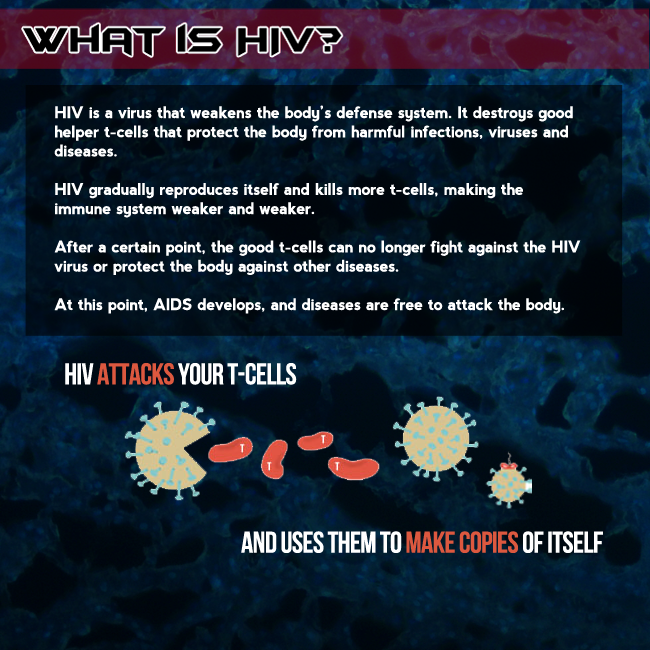 WHAT IS HIV?
HIV is a virus that weakens the body's defense system. It destroys good
helper t-cells that protect the body from harmful infections, viruses and
diseases.
HIV gradually reproduces itself and kills more t-cells, making the
immune system weaker and weaker.
After a certain point, the good t-cells can no longer fight against the HIV
virus or protect the body against other diseases.
At this point, AIDS develops, and diseases are free to attack the body.
HIV ATTACKS YOUR T-CELLS
T
T
T
T
AND USES THEM TO MAKE COPIES OF ITSELF